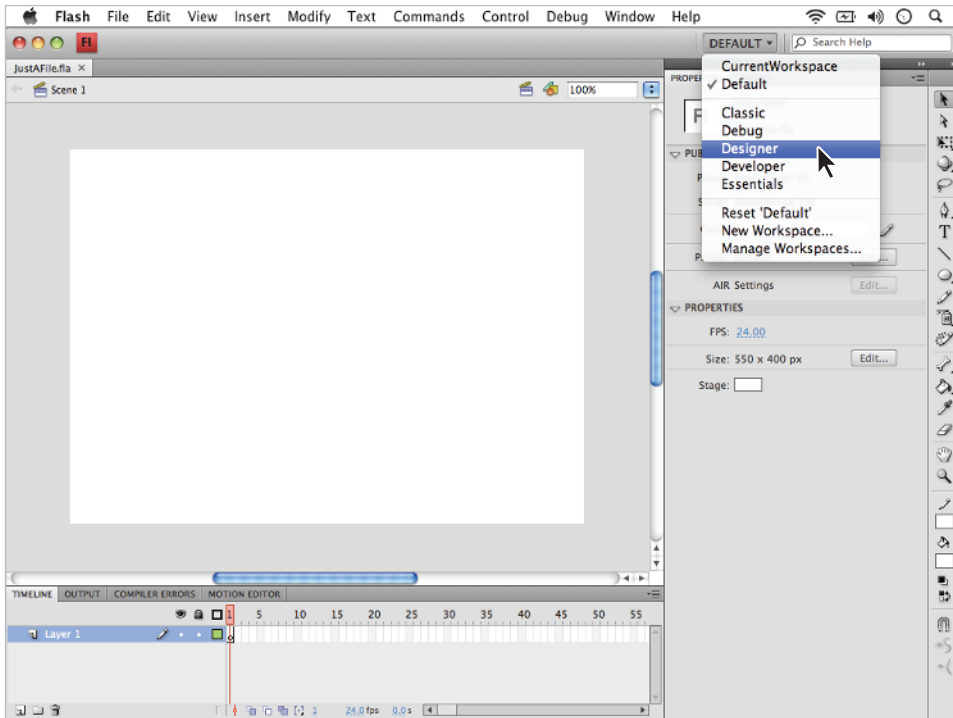 Flash File Edit View Insert Modify Text Commands Control Debug Window Help
Fl DEFAULT Search Help
JustAFile.fla
Scene 1 100%
CurrentWorkspace
Default
Classic
Debug
Designer
Developer
Essentials
Reset 'Default'
New Workspace...
Manage Workspaces...
AIR Settings Edit...
PROPERTIES
FPS: 24.00
Size: 550 x 400 px Edit...
Stage:
TIMELINE OUTPUT COMPILER ERRORS MOTION EDITOR
1 5 10 15 20 25 30 35 40 45 50 55
Layer 1
1 24.0 fps 0.0 s